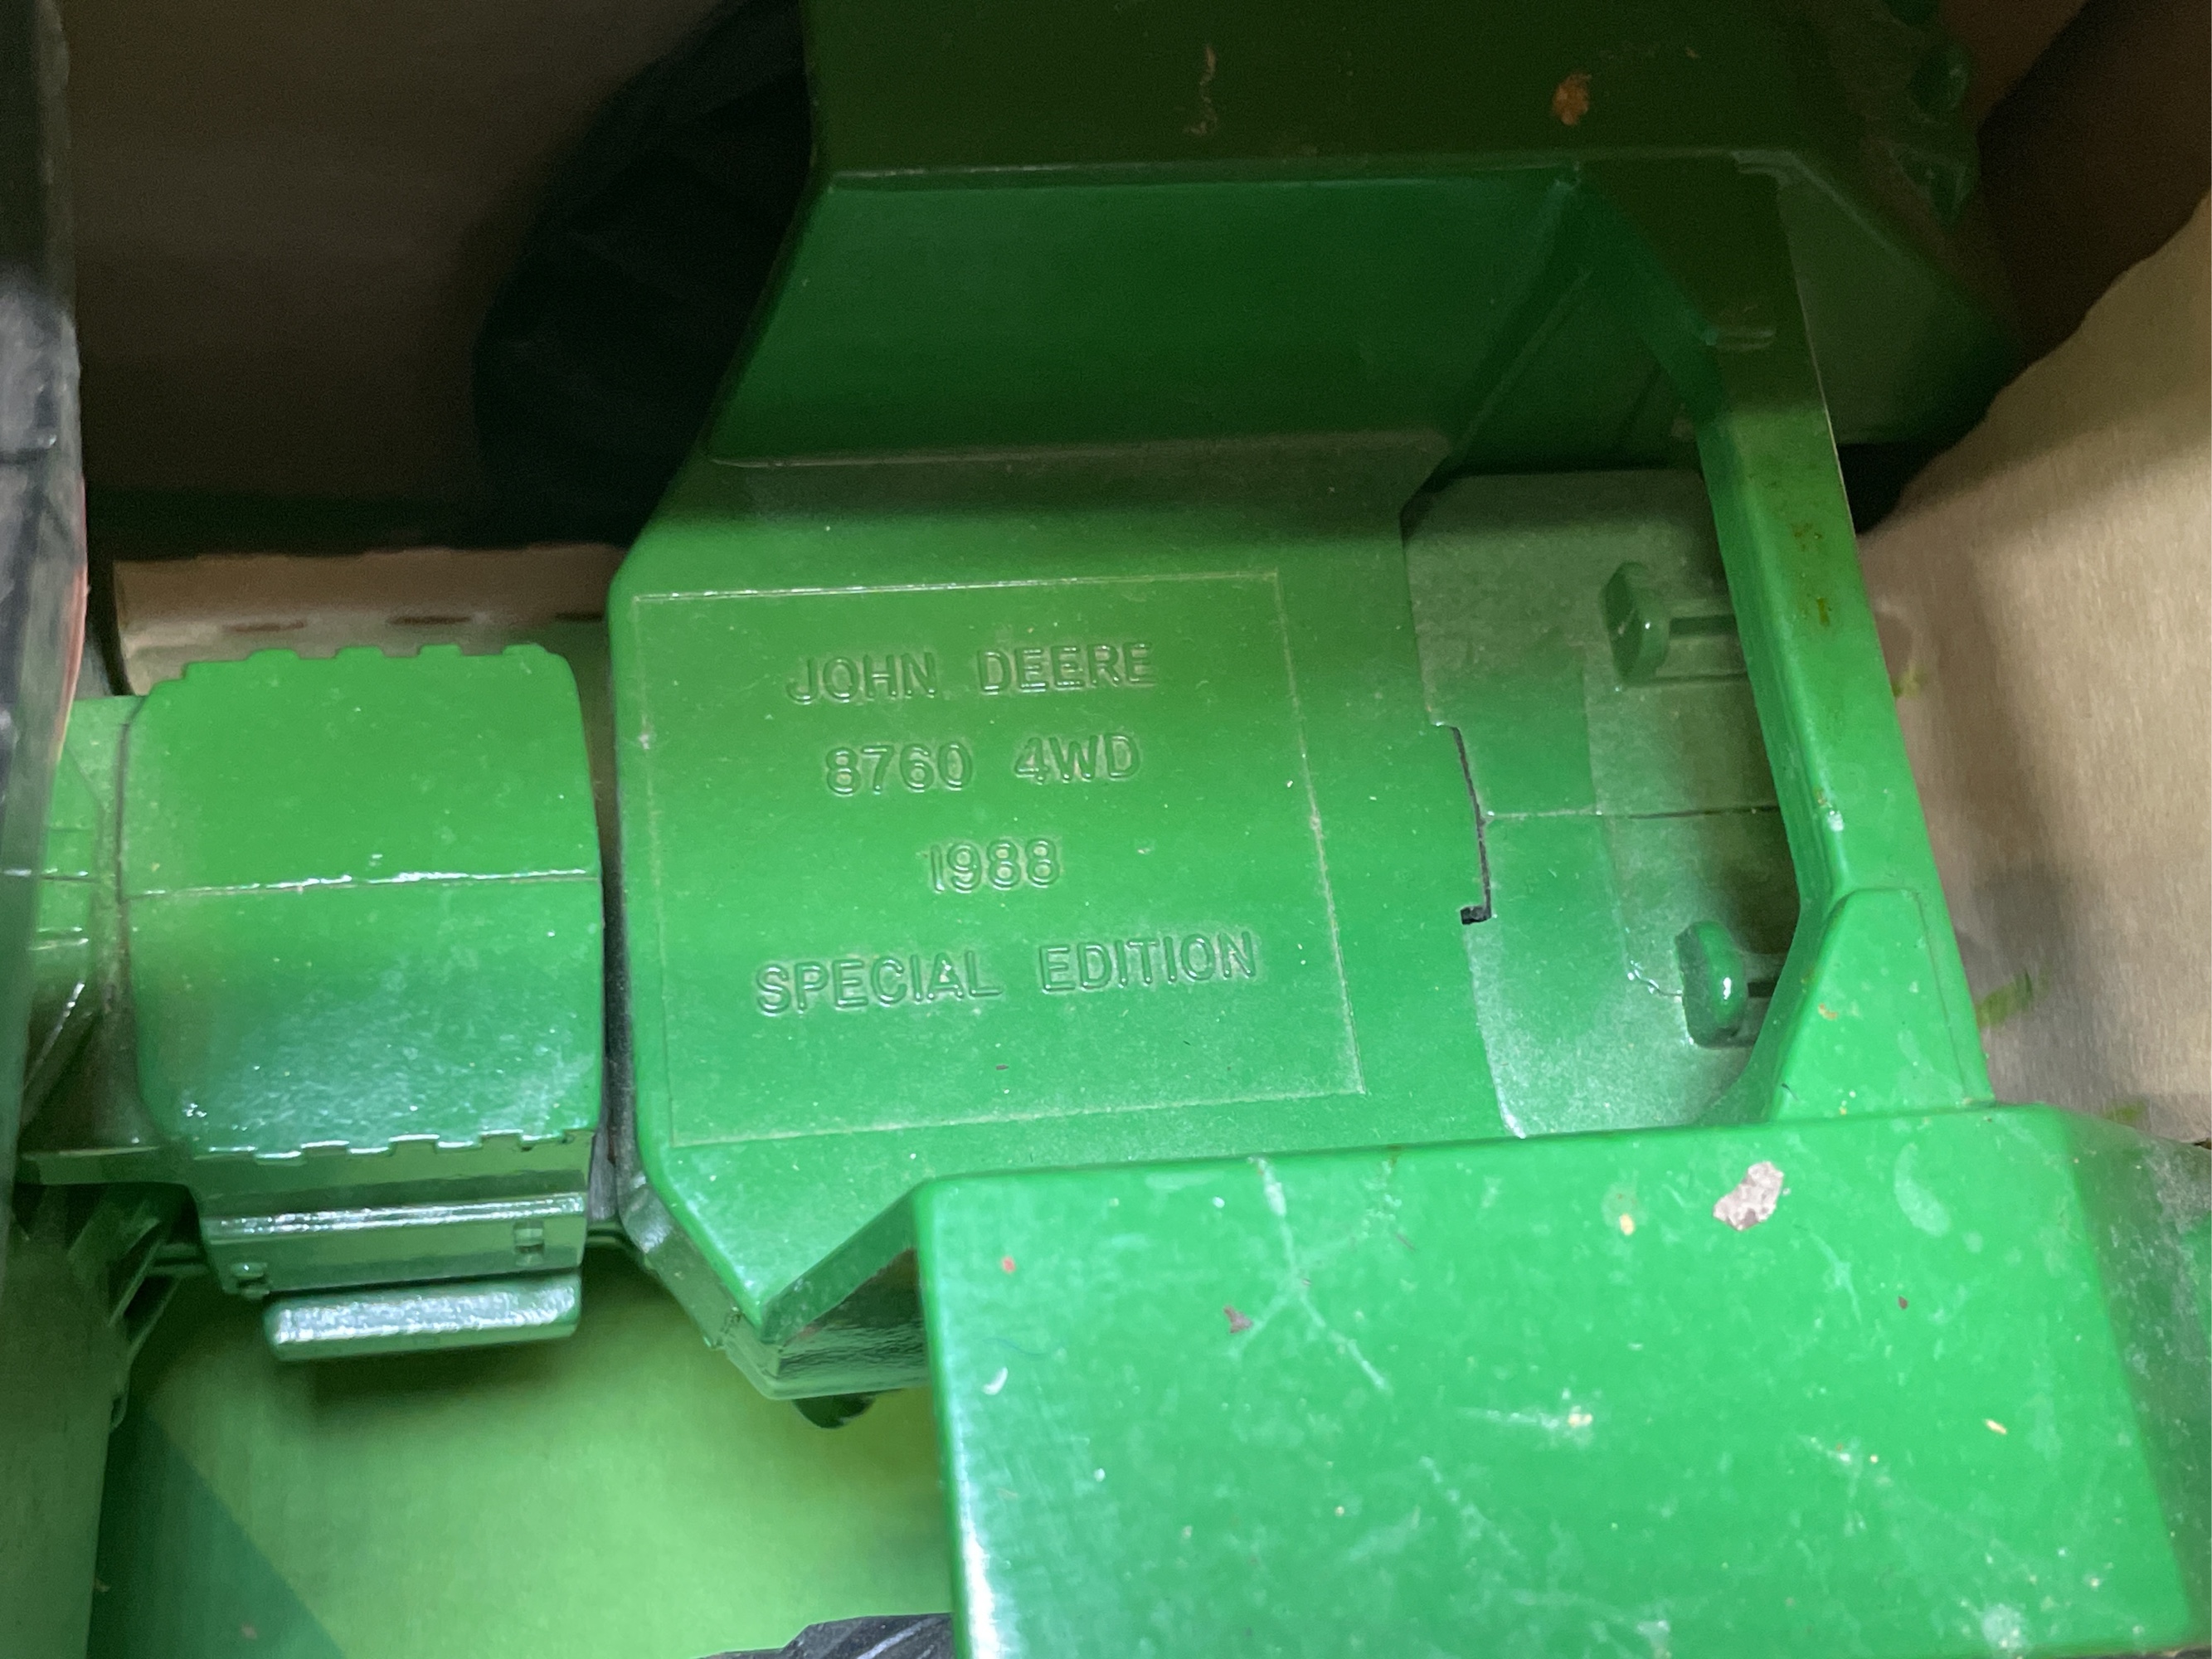 JOHN DEERE
8760 4WD
1988
SPECIAL EDITION